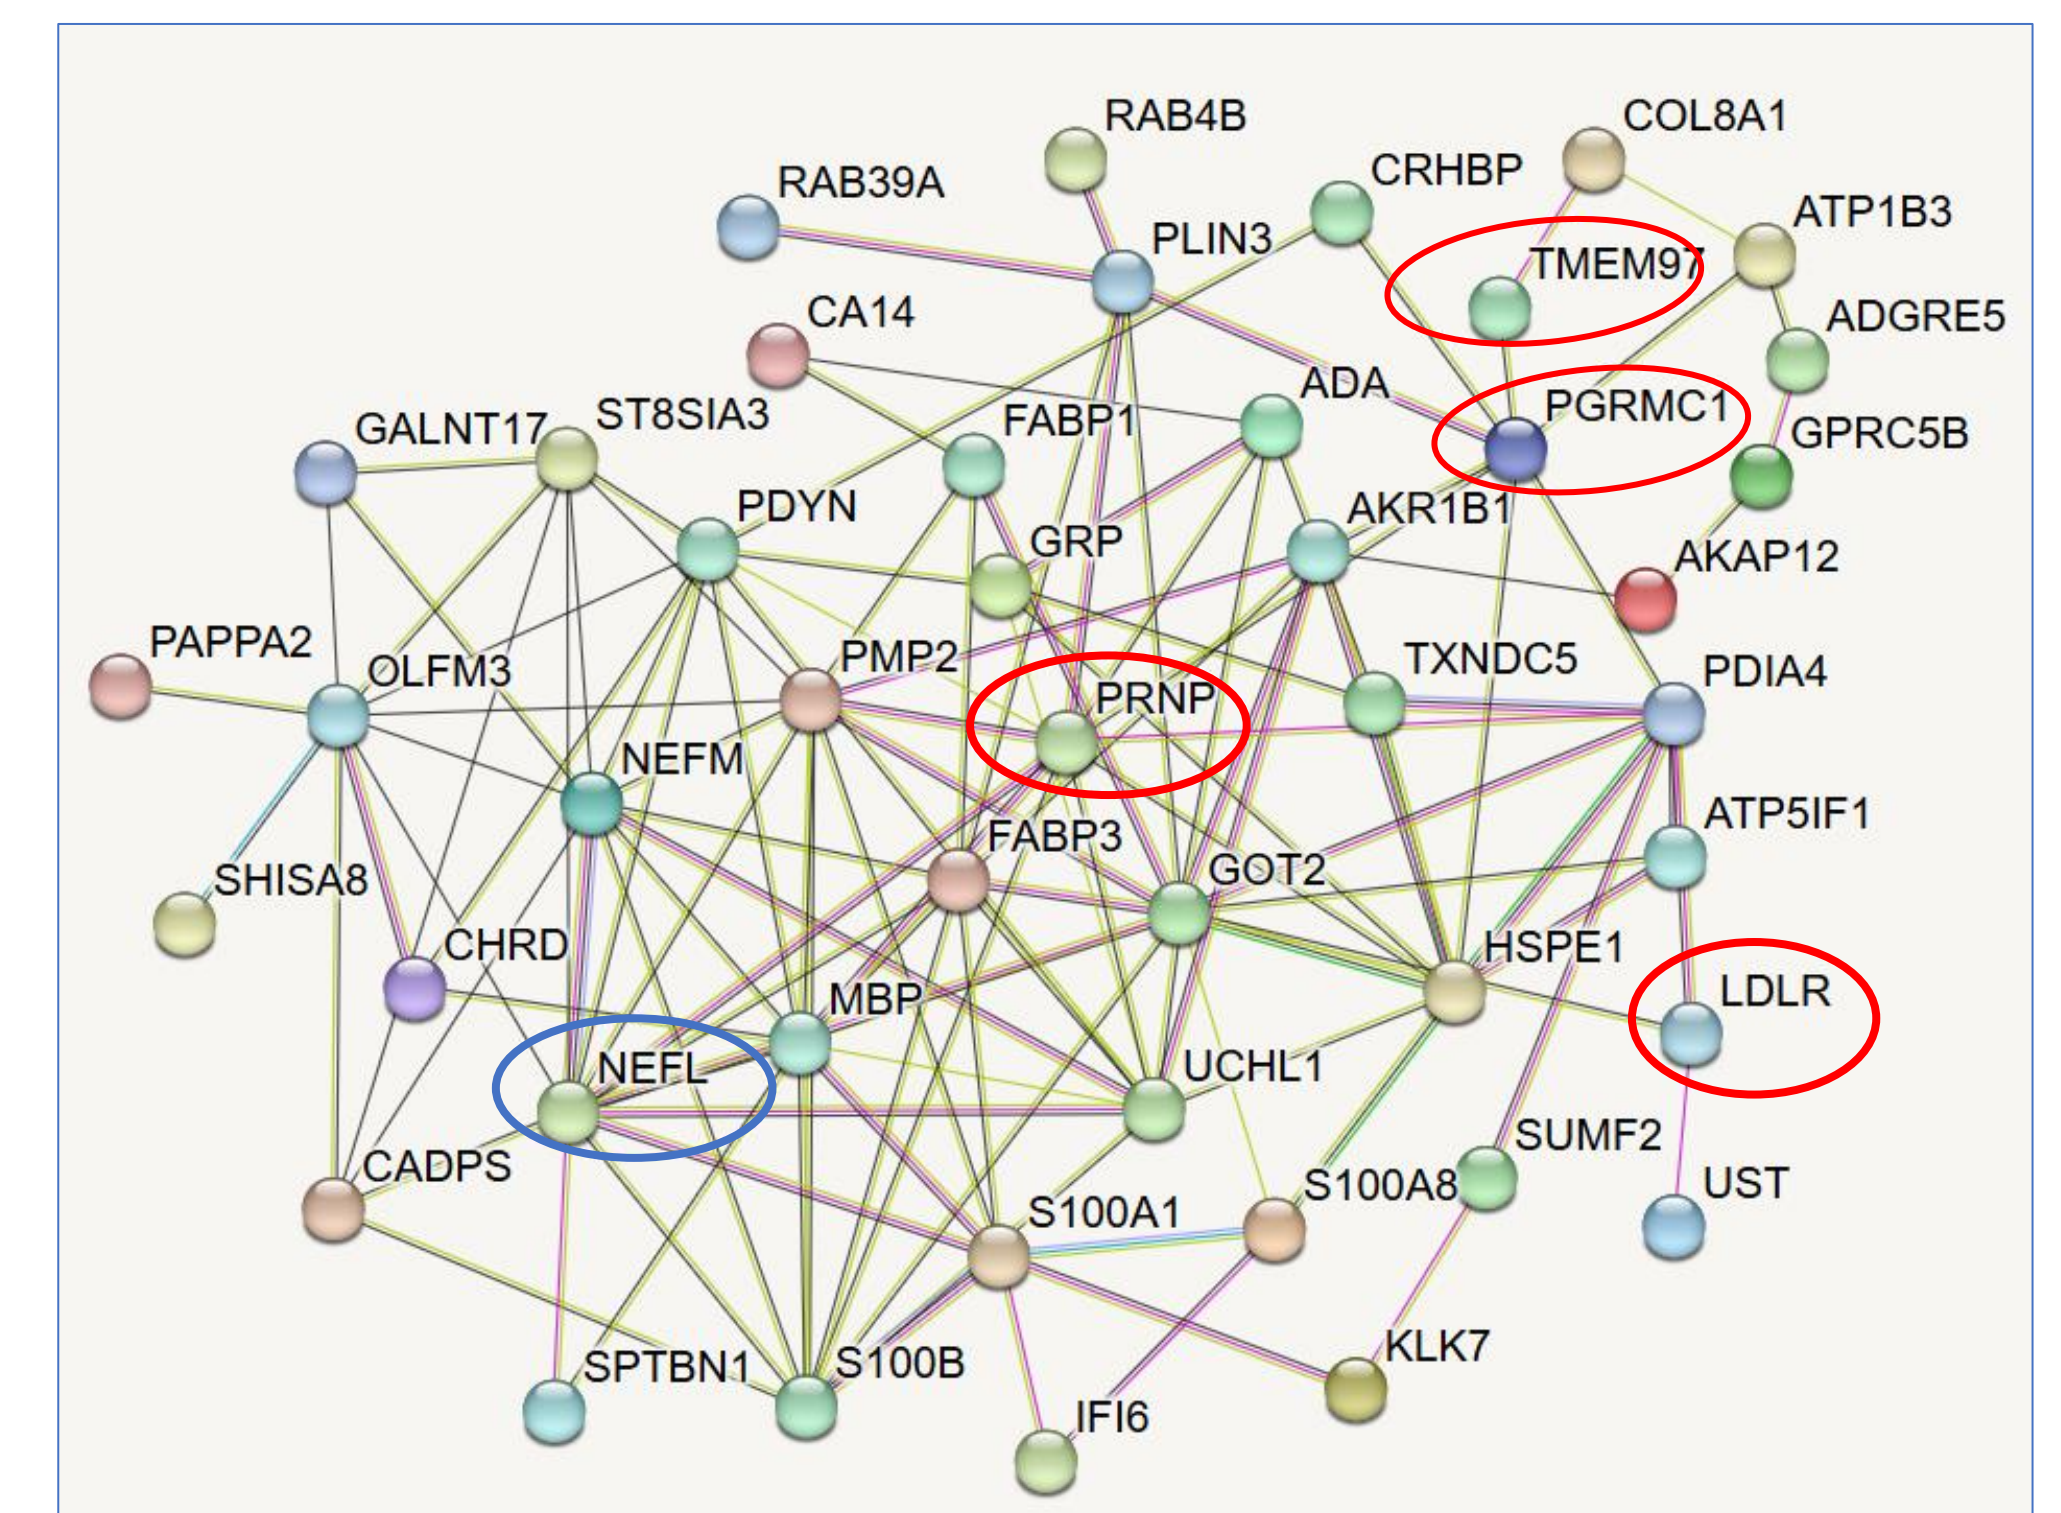 RAB4B
COL8A1
CRHBP
RAB39A
ATP1B3
PLIN3
TMEM97
CA14
ADGRE5
ADA
PGRMC1
ST8SIA3
FABP1
GALNT17
GPRC5B
PDYN
AKR1B1
GRP
AKAP12
PAPPA2
PMP2
TXNDC5
OLFM3
PDIA4
PRNP
NEFM
ATP5IF1
FABP3
GOT2
SHISA8
CHRD
HSPE1
LDLR
MBP
NEFL
UCHL1
SUMF2
CADPS
UST
S100A8
S100A1
KLK7
SPTBN1
S100B
IFI6